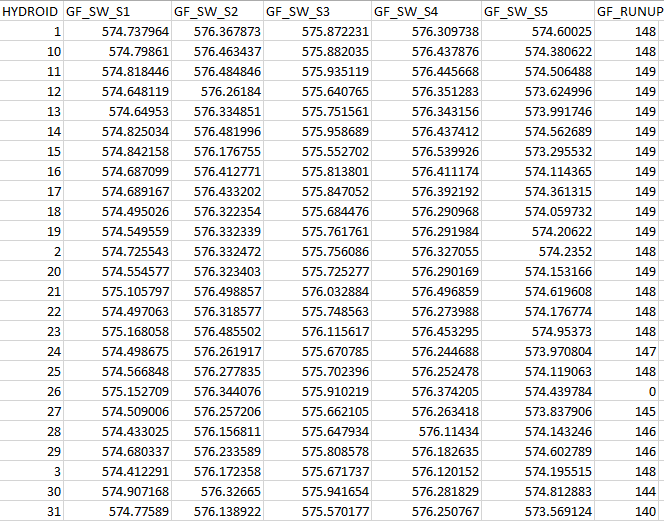 HYDROID GF_SW_S1 GF_SW_S2 GF_SW_S3 GF_SW_S4 GF_SW_S5 GF_RUNUP
1 574.737964 576.367873 575.872231 576.309738 574.60025 148
10 574.79861 576.463437 575.882035 576.437876 574.380622 148
11 574.818446 576.484846 575.935119 576.445668 574.506488 149
12 574.648119 576.26184 575.640765 576.351283 573.624996 149
13 574.64953 576.334851 575.751561 576.343156 573.991746 149
14 574.825034 576.481996 575.958689 576.437412 574.562689 149
15 574.842158 576.176755 575.552702 576.539926 573.295532 149
16 574.687099 576.412771 575.813801 576.411174 574.114365 149
17 574.689167 576.433202 575.847052 576.392192 574.361315 149
18 574.495026 576.322354 575.684476 576.290968 574.059732 149
19 574.549559 576.332339 575.761761 576.291984 574.20622 149
2 574.725543 576.332472 575.756086 576.327055 574.2352 148
20 574.554577 576.323403 575.725277 576.290169 574.153166 149
21 575.105797 576.498857 576.032884 576.496859 574.619608 148
22 574.497063 576.318577 575.748563 576.273988 574.176774 148
23 575.168058 576.485502 576.115617 576.453295 574.95373 148
24 574.498675 576.261917 575.670785 576.244688 573.970804 147
25 574.566848 576.277835 575.702396 576.252478 574.119063 148
26 575.152709 576.344076 575.910219 576.374205 574.439784 0
27 574.509006 576.257206 575.662105 576.263418 573.837906 145
28 574.433025 576.156811 575.647934 576.11434 574.143246 146
29 574.680337 576.233589 575.808578 576.182635 574.602789 146
3 574.412291 576.172358 575.671737 576.120152 574.195515 148
30 574.907168 576.32665 575.941654 576.281829 574.812883 144
31 574.77589 576.138922 575.570177 576.250767 573.569124 140